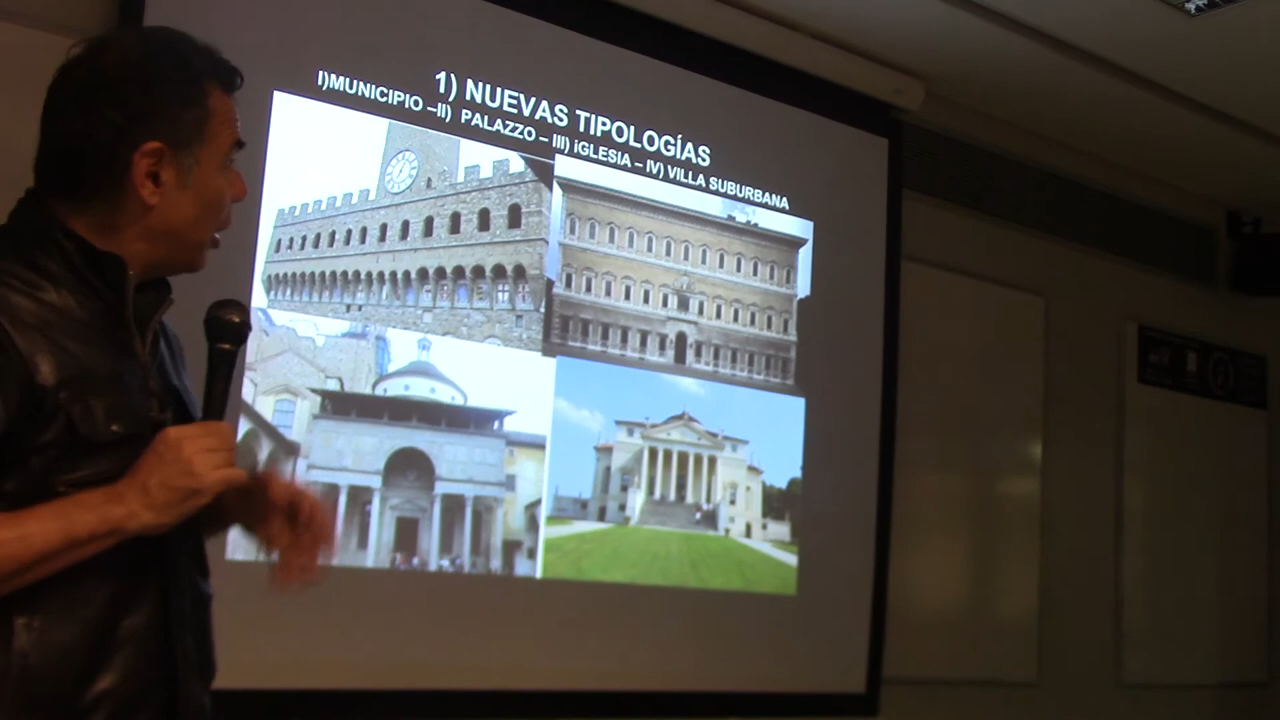 1) NUEVAS TIPOLOGÍAS
I)MUNICIPIO –II) PALAZZO – III) iGLESIA – IV) VILLA SUBURBANA